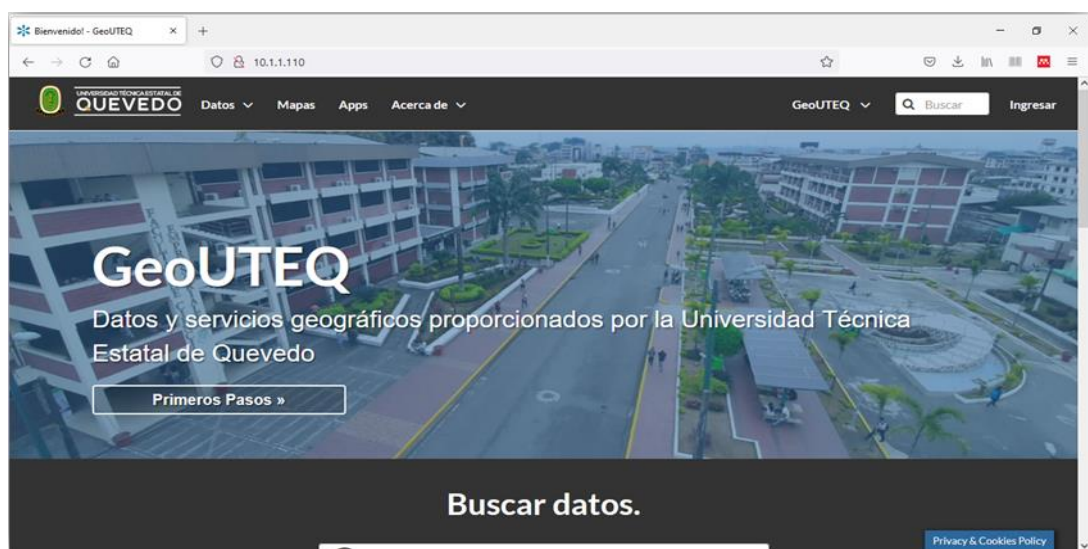 Bienvenido! - GeoUTEQ
10.1.1.110
UNIVERSIDAD TÉCNICA ESTATAL DE
QUEVEDO
Datos Mapas Apps Acerca de GeoUTEQ Buscar Ingresar
GeoUTEQ
Datos y servicios geográficos proporcionados por la Universidad Técnica
Estatal de Quevedo
Primeros Pasos »
Buscar datos.
Privacy & Cookies Policy